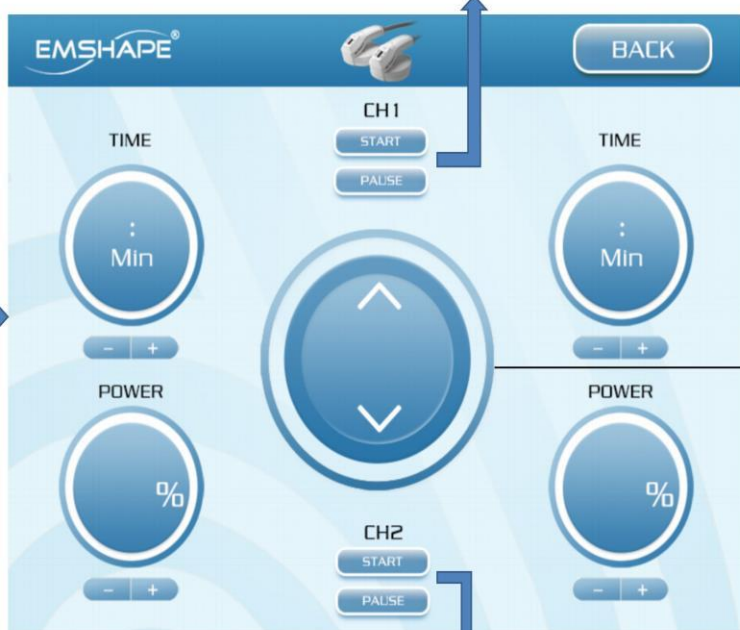 EMSHAPE®
BACK
CH1
START
PAUSE
TIME
:
Min
- +
POWER
%
- +
TIME
:
Min
- +
POWER
%
- +
CH2
START
PAUSE